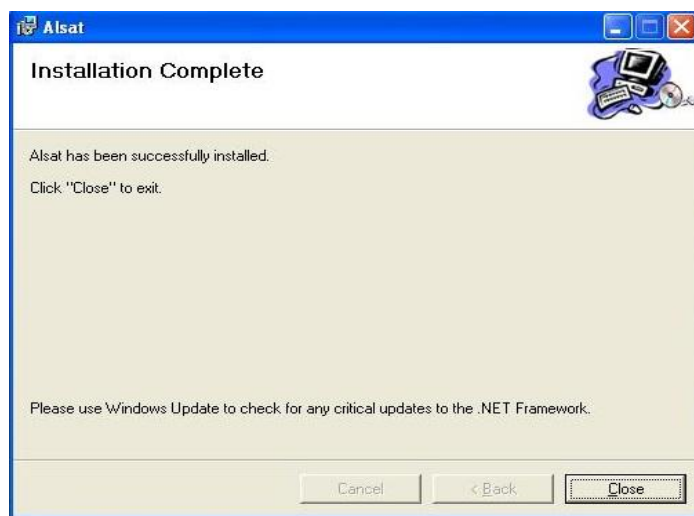 Alsat
Installation Complete
Alsat has been successfully installed.
Click "Close" to exit.
Please use Windows Update to check for any critical updates to the .NET Framework.
Cancel
< Back
Close